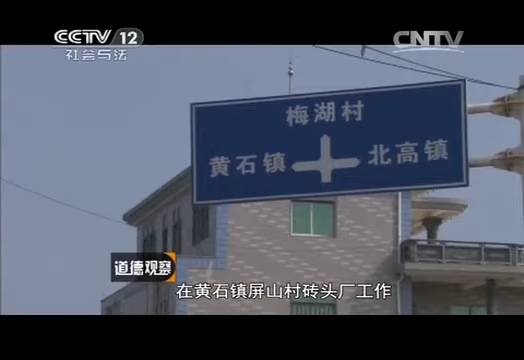 CCTV 12
社会与法
CNTV
梅湖村
黄石镇
北高镇
道德观察
在黄石镇屏山村砖头厂工作